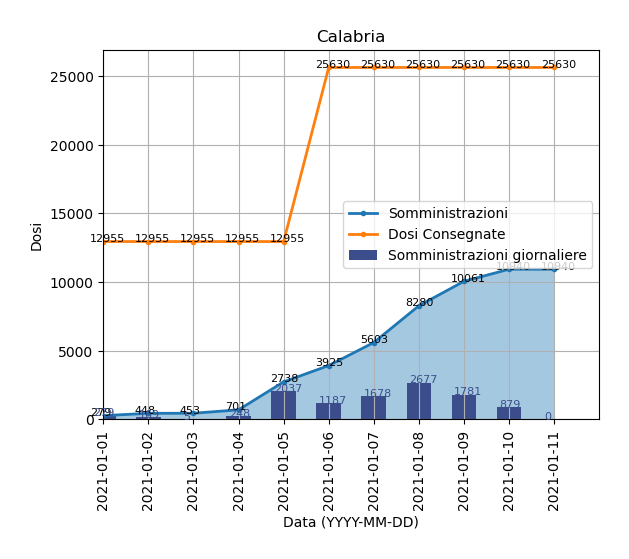 Calabria
25000
20000
15000
10000
5000
0
Dosi
25630 25630 25630 25630 25630 25630
12955 12955 12955 12955 12955
Somministrazioni
Dosi Consegnate
Somministrazioni giornaliere
279 448 453 701 2738 3925 5603 8280 10061 10940 10940
2037 1187 1678 2677 1781 879 0
2021-01-01
2021-01-02
2021-01-03
2021-01-04
2021-01-05
2021-01-06
2021-01-07
2021-01-08
2021-01-09
2021-01-10
2021-01-11
Data (YYYY-MM-DD)